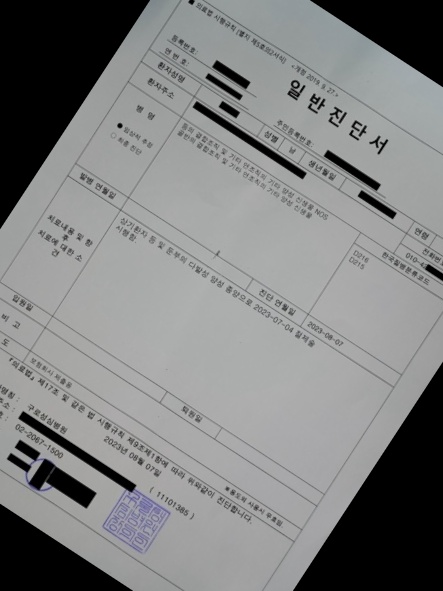 ■ 의료법 시행규칙 [별지 제5호의2서식] <개정 2019. 9. 27.>
등록번호:
연 번 호:
일반진단서
주민등록번호:
환자성명
성별 남 생년월일 연령
환자주소
전화번호
010-4
병 명
● 임상적 추정
○ 최종 진단
등의 결합조직 및 기타 연조직의 기타 양성 신생물 NOS
골반의 결합조직 및 기타 연조직의 기타 양성 신생물
한국질병분류코드
D216
D215
발병 연월일
진단 연월일 2023-08-07
치료내용 및 향후
치료에 대한 소견
상기환자 등 및 둔부의 다발성 양성 종양으로 2023-07-04 절제술
시행함.
입원일 퇴원일
비 고
도
보험회사 제출용
※용도외 사용시 무효임.
『의료법』 제17조 및 같은 법 시행규칙 제9조제1항에 따라 위와같이 진단합니다.
2023년 08월 07일
구로성심병원
( 11101385 )
02-2067-1500